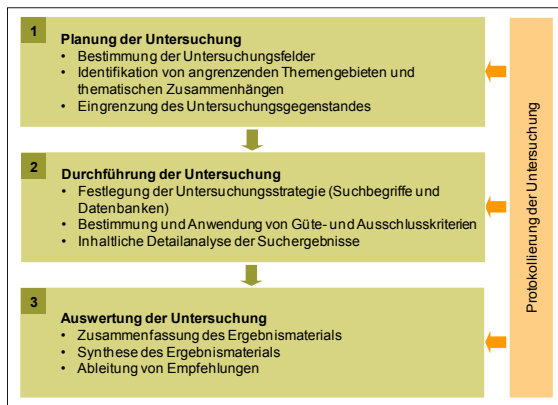 1
Planung der Untersuchung
• Bestimmung der Untersuchungsfelder
• Identifikation von angrenzenden Themengebieten und
thematischen Zusammenhängen
• Eingrenzung des Untersuchungsgegenstandes
2
Durchführung der Untersuchung
• Festlegung der Untersuchungsstrategie (Suchbegriffe und
Datenbanken)
• Bestimmung und Anwendung von Güte- und Ausschlusskriterien
• Inhaltliche Detailanalyse der Suchergebnisse
3
Auswertung der Untersuchung
• Zusammenfassung des Ergebnismaterials
• Synthese des Ergebnismaterials
• Ableitung von Empfehlungen
Protokollierung der Untersuchung